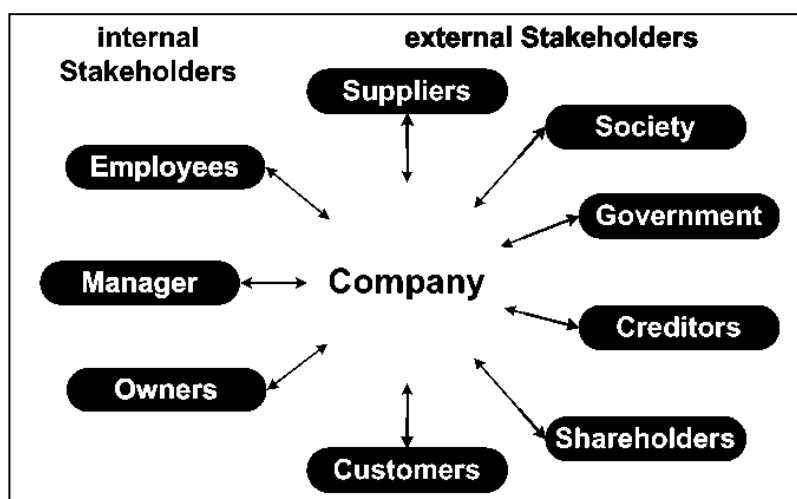 internal
Stakeholders
external Stakeholders
Suppliers
Society
Employees
Government
Manager
Company
Creditors
Owners
Shareholders
Customers